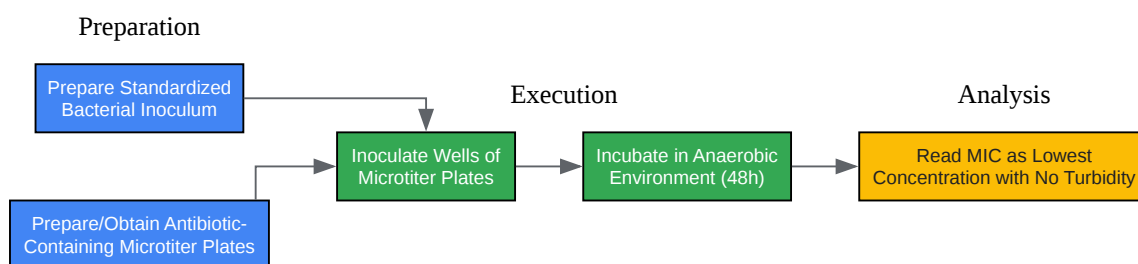 Preparation
Prepare Standardized
Bacterial Inoculum
Prepare/Obtain Antibiotic-
Containing Microtiter Plates
Execution
Inoculate Wells of
Microtiter Plates
Incubate in Anaerobic
Environment (48h)
Analysis
Read MIC as Lowest
Concentration with No Turbidity